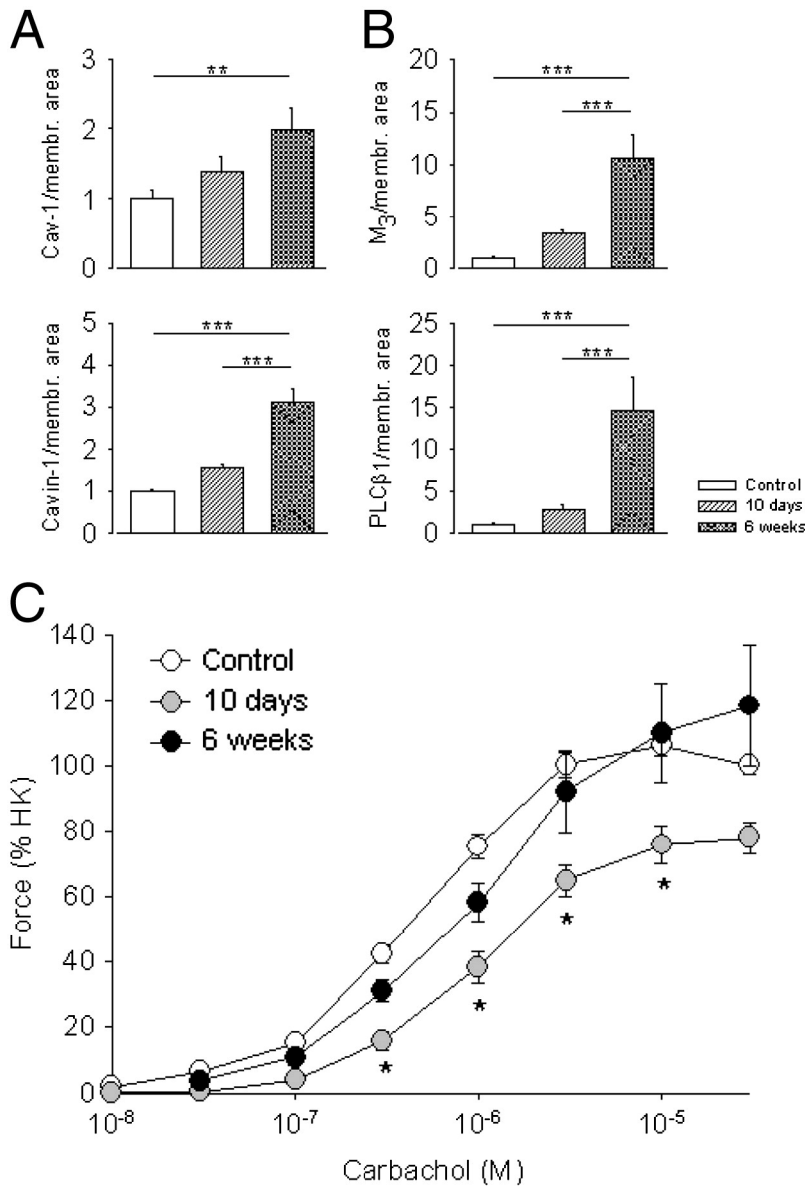 A
B
Cav-1/membr. area
3
2
1
0
**
M3/membr. area
20
15
10
5
0
***
***
Cavin-1/membr. area
5
4
3
2
1
0
***
***
PLCβ1/membr. area
25
20
15
10
5
0
***
***
Control
10 days
6 weeks
C
Force (% HK)
140
120
100
80
60
40
20
0
Control
10 days
6 weeks
*
*
*
*
10-8
10-7
10-6
10-5
Carbachol (M)